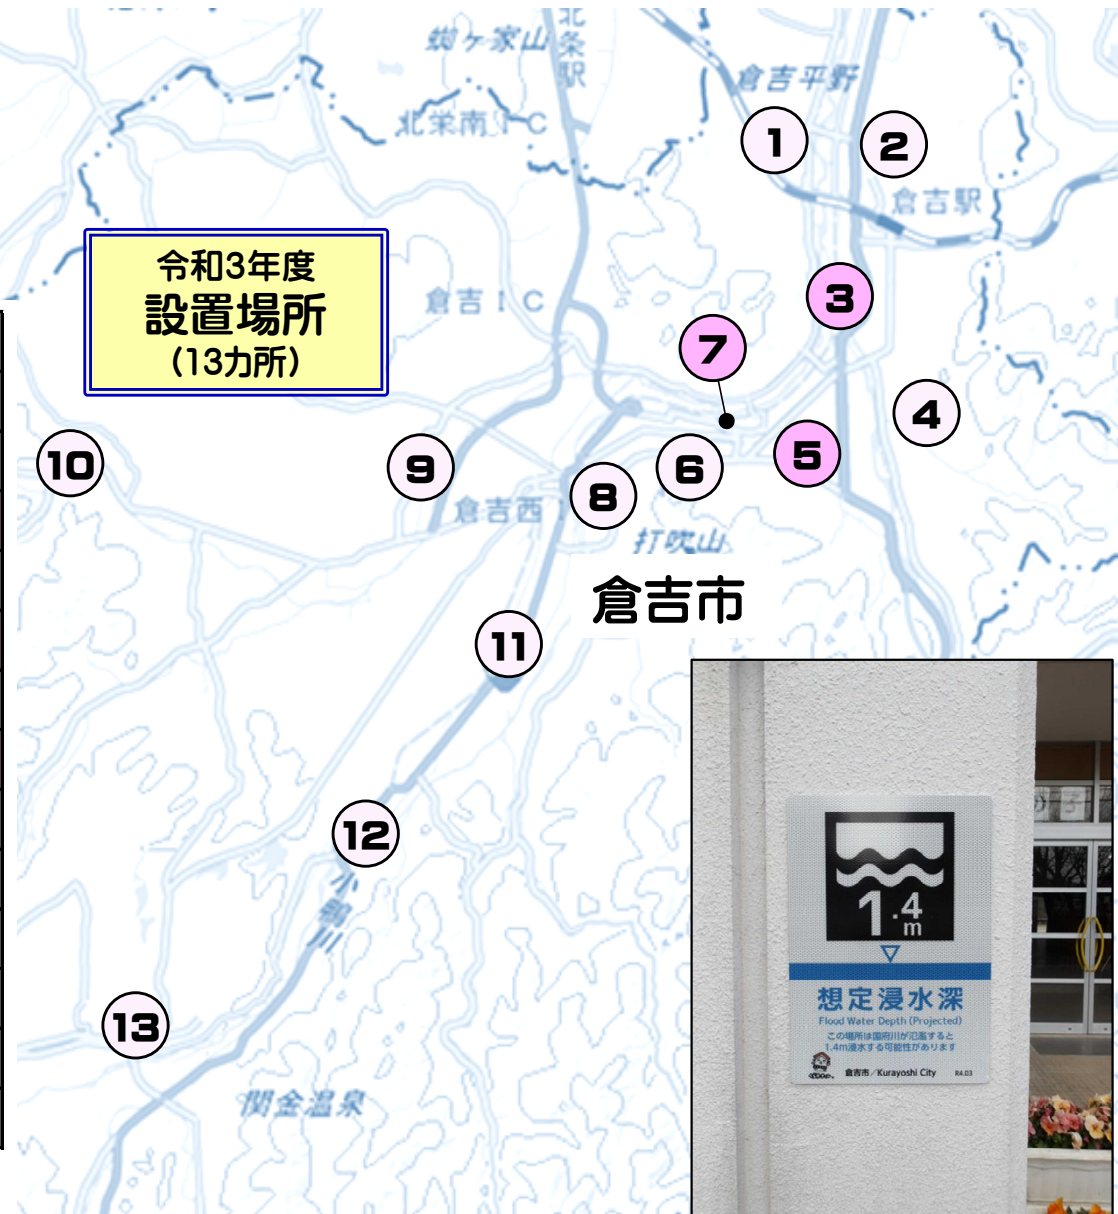 北条駅
蜘ヶ家山
倉吉平野
北栄南IC
1
2
倉吉駅
令和3年度
設置場所
（13カ所）
倉吉IC
3
7
4
10
9
6
5
8
倉吉西
打吹山
倉吉市
11
12
小鴨川
13
関金温泉
1.4
m
想定浸水深
Flood Water Depth (Projected)
この場所は国府川が氾濫すると
1.4m浸水する可能性があります
倉吉市/Kurayoshi City R4.03